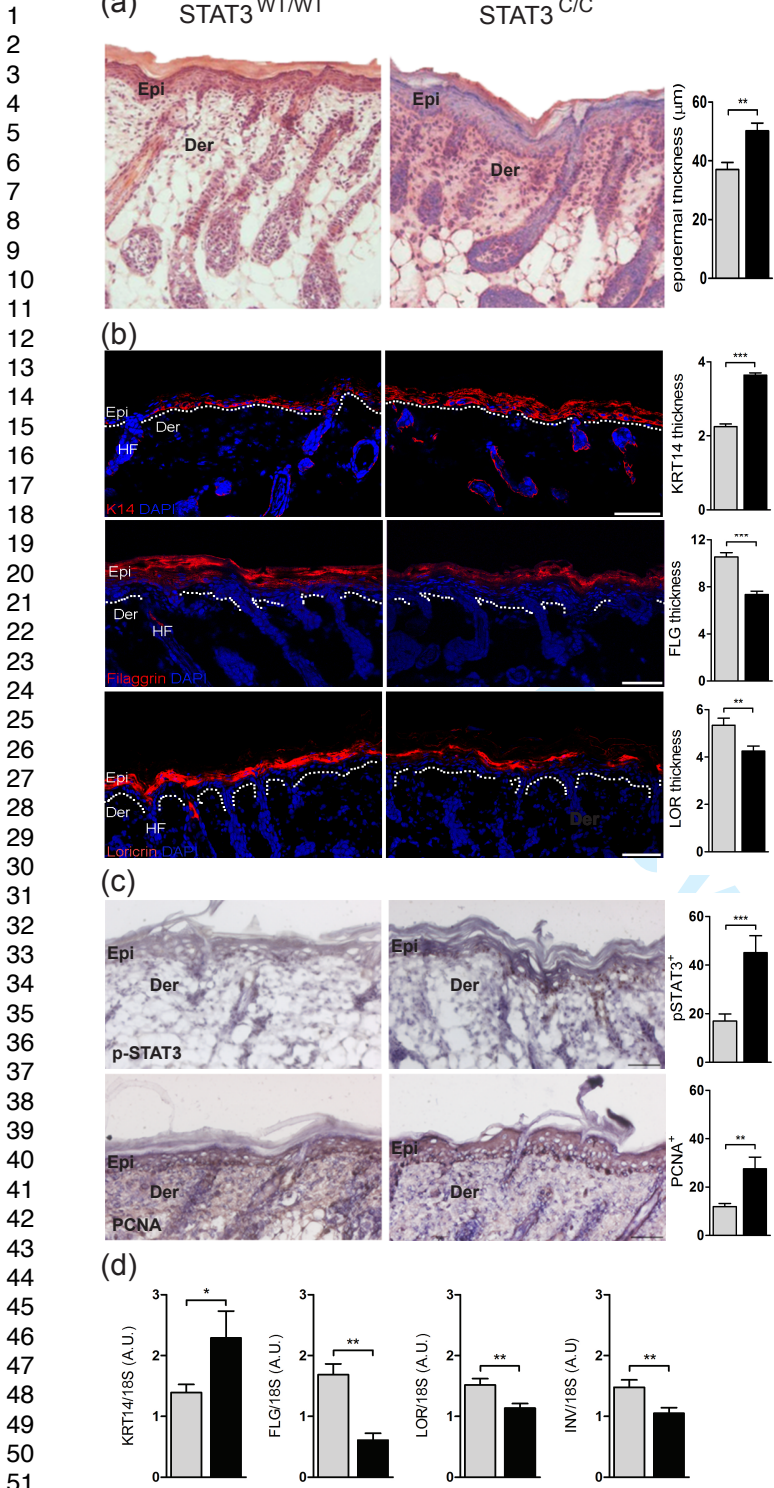 1
2
3
4
5
6
7
8
9
10
11
12
13
14
15
16
17
18
19
20
21
22
23
24
25
26
27
28
29
30
31
32
33
34
35
36
37
38
39
40
41
42
43
44
45
46
47
48
49
50
51
(a)
STAT3 WT/WT
STAT3 C/C
Epi
Der
Epi
Der
epidermal thickness (μm)
60
40
20
0
**
(b)
Epi
Der
HF
K14 DAPI
KRT14 thickness
4
2
0
***
Epi
Der
HF
Filaggrin DAPI
FLG thickness
12
8
4
0
***
Epi
Der
HF
Loricrin DAPI
Der
LOR thickness
6
4
2
0
**
(c)
Epi
Der
p-STAT3
Epi
Der
pSTAT3+
60
40
20
0
***
Epi
Der
PCNA
Epi
Der
PCNA+
60
40
20
0
**
(d)
KRT14/18S (A.U.)
3
2
1
0
*
FLG/18S (A.U.)
3
2
1
0
**
LOR/18S (A.U.)
3
2
1
0
**
INV/18S (A.U)
3
2
1
0
**